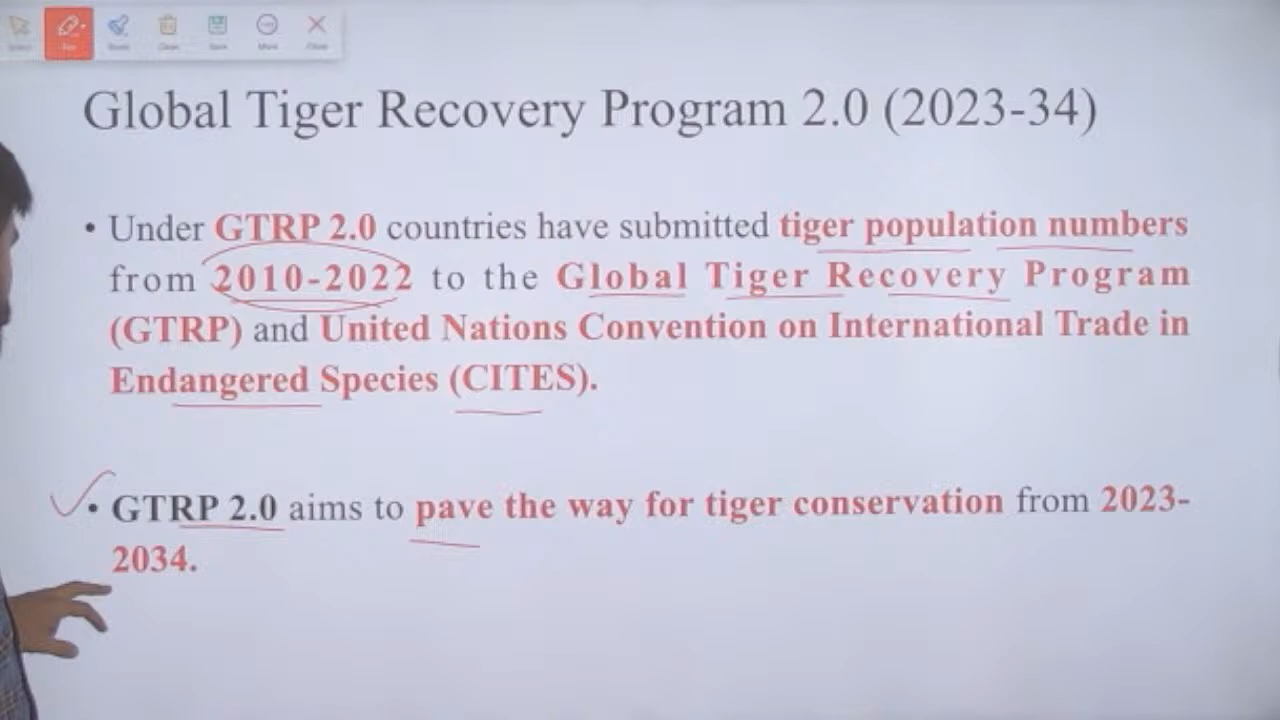 Global Tiger Recovery Program 2.0 (2023-34)
• Under GTRP 2.0 countries have submitted tiger population numbers
from 2010-2022 to the Global Tiger Recovery Program
(GTRP) and United Nations Convention on International Trade in
Endangered Species (CITES).
• GTRP 2.0 aims to pave the way for tiger conservation from 2023-
2034.